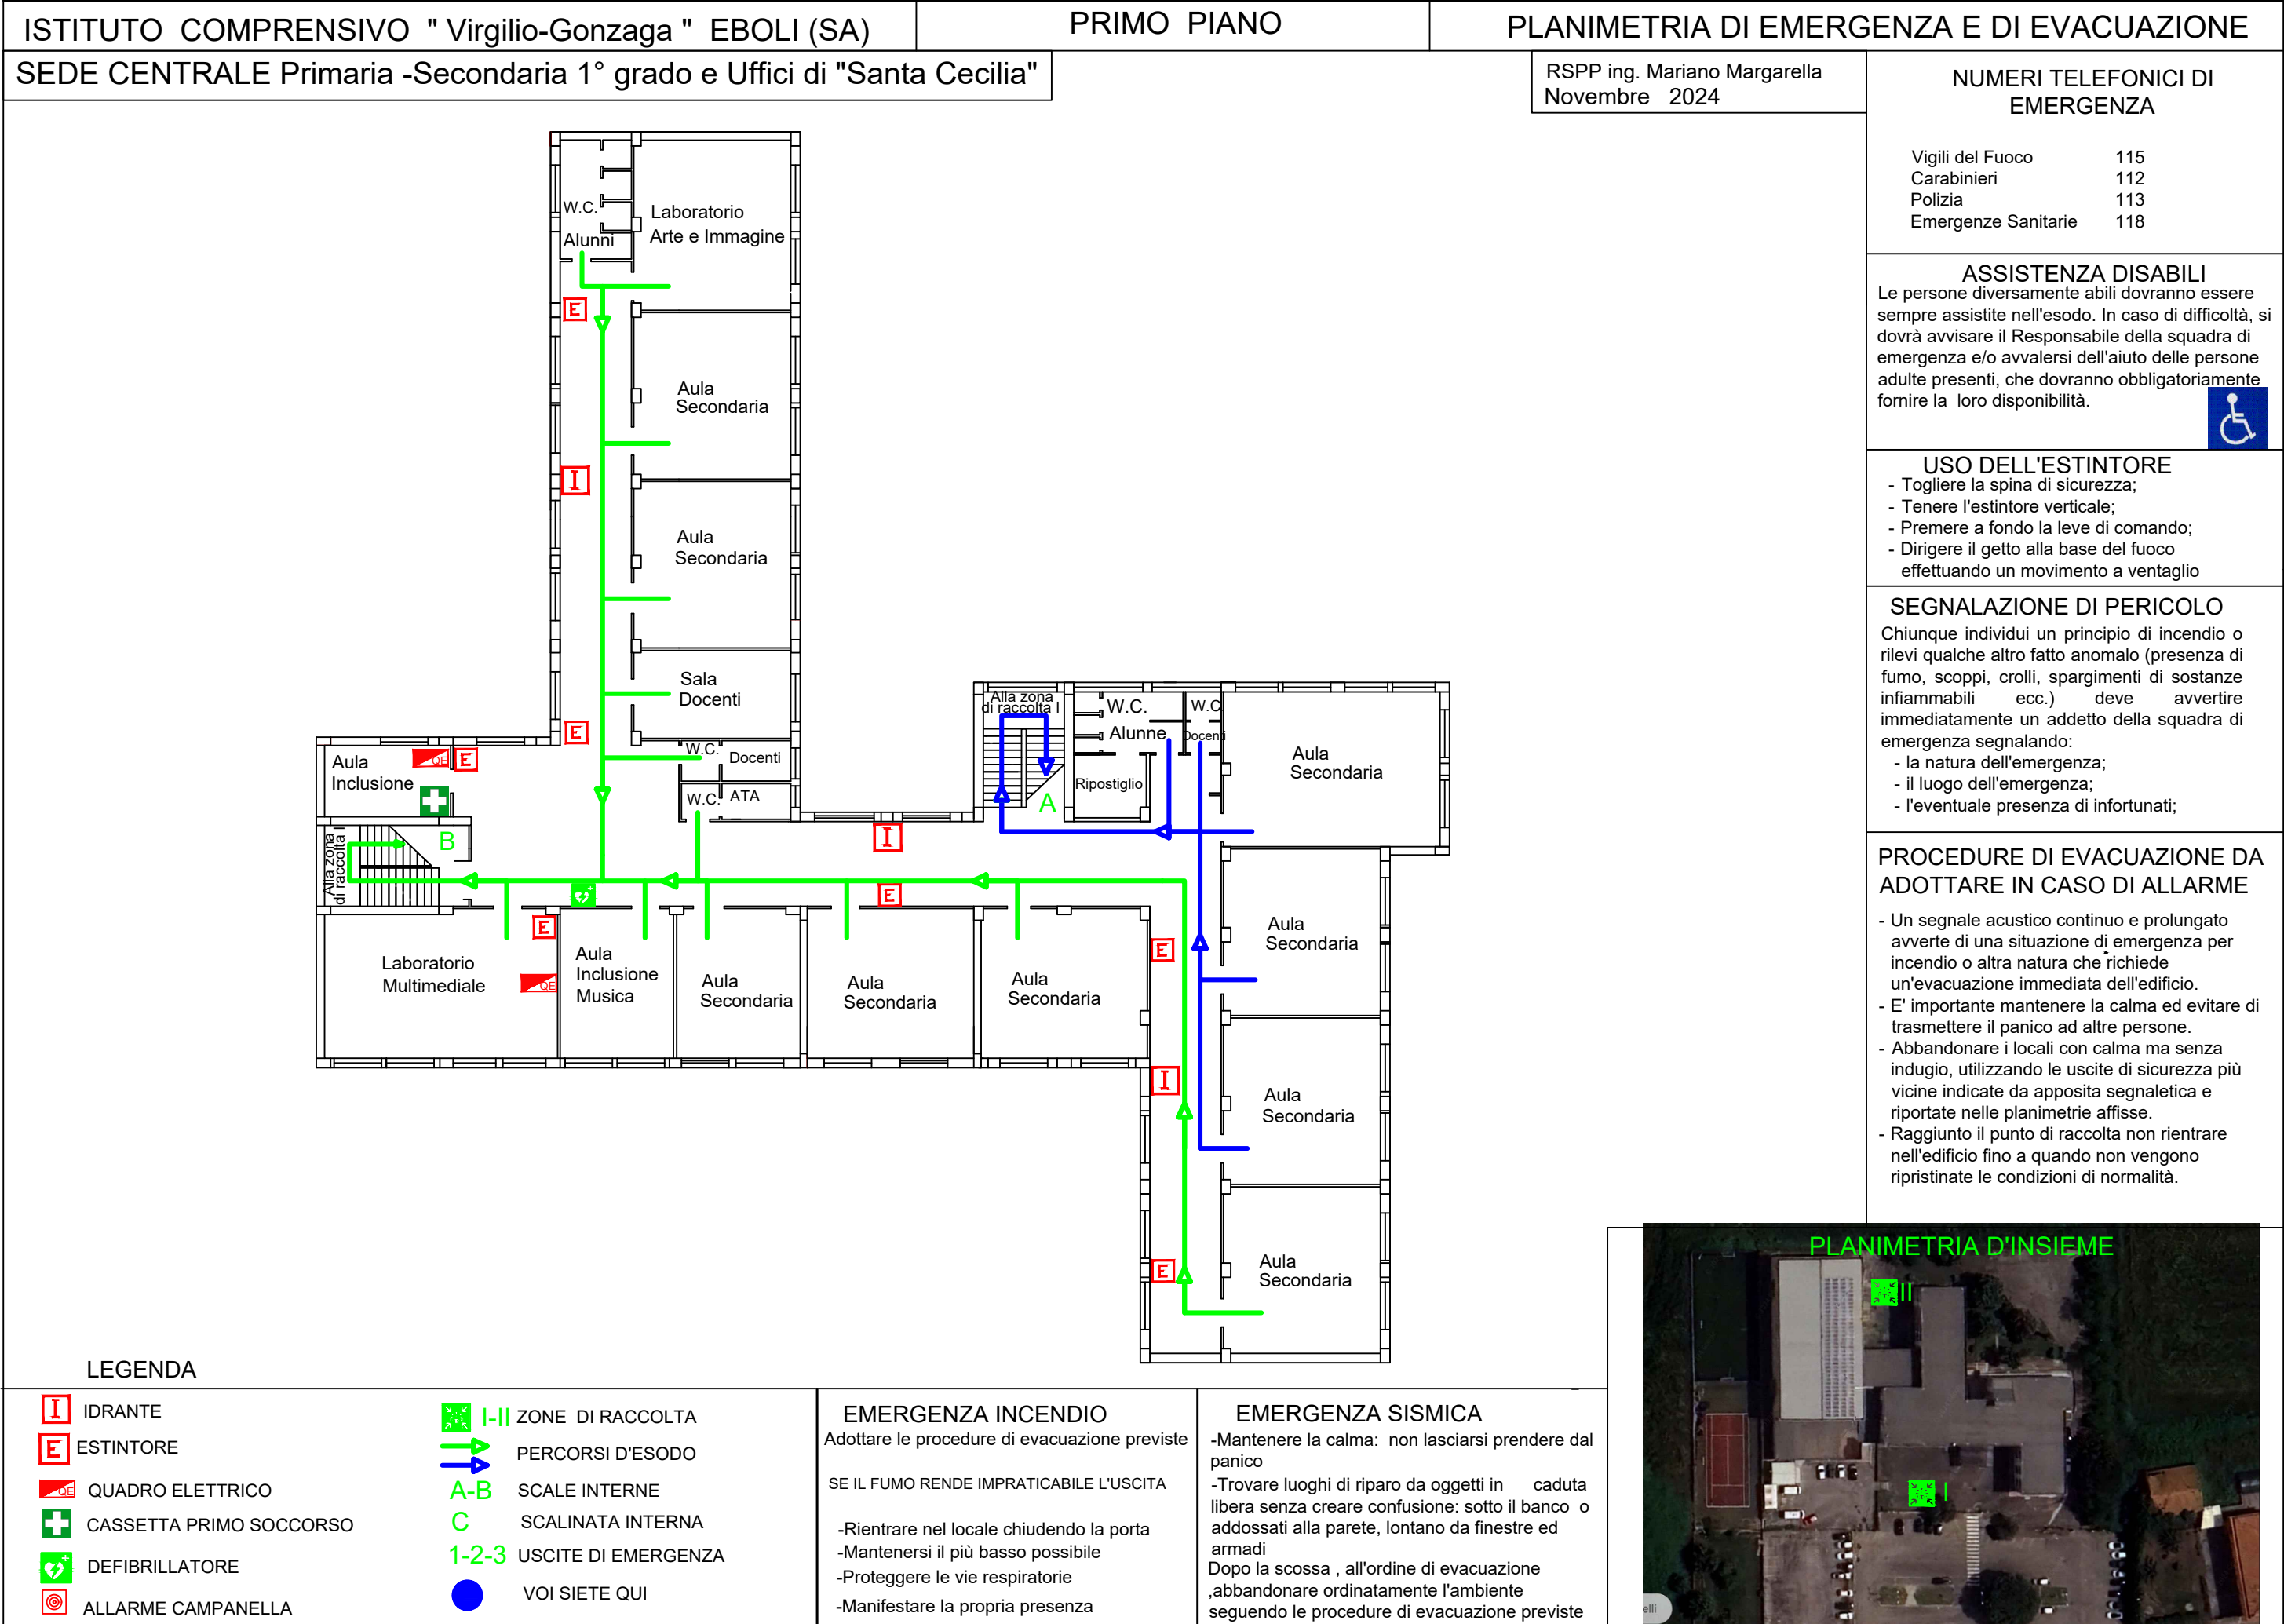 ISTITUTO COMPRENSIVO " Virgilio-Gonzaga " EBOLI (SA)
PRIMO PIANO
PLANIMETRIA DI EMERGENZA E DI EVACUAZIONE
SEDE CENTRALE Primaria -Secondaria 1° grado e Uffici di "Santa Cecilia"
RSPP ing. Mariano Margarella
Novembre 2024
NUMERI TELEFONICI DI
EMERGENZA
Vigili del Fuoco 115
Carabinieri 112
Polizia 113
Emergenze Sanitarie 118
ASSISTENZA DISABILI
Le persone diversamente abili dovranno essere
sempre assistite nell'esodo. In caso di difficoltà, si
dovrà avvisare il Responsabile della squadra di
emergenza e/o avvalersi dell'aiuto delle persone
adulte presenti, che dovranno obbligatoriamente
fornire la loro disponibilità.
USO DELL'ESTINTORE
- Togliere la spina di sicurezza;
- Tenere l'estintore verticale;
- Premere a fondo la leve di comando;
- Dirigere il getto alla base del fuoco
effettuando un movimento a ventaglio
SEGNALAZIONE DI PERICOLO
Chiunque individui un principio di incendio o
rilevi qualche altro fatto anomalo (presenza di
fumo, scoppi, crolli, spargimenti di sostanze
infiammabili ecc.) deve avvertire
immediatamente un addetto della squadra di
emergenza segnalando:
- la natura dell'emergenza;
- il luogo dell'emergenza;
- l'eventuale presenza di infortunati;
PROCEDURE DI EVACUAZIONE DA
ADOTTARE IN CASO DI ALLARME
- Un segnale acustico continuo e prolungato
avverte di una situazione di emergenza per
incendio o altra natura che richiede
un'evacuazione immediata dell'edificio.
- E' importante mantenere la calma ed evitare di
trasmettere il panico ad altre persone.
- Abbandonare i locali con calma ma senza
indugio, utilizzando le uscite di sicurezza più
vicine indicate da apposita segnaletica e
riportate nelle planimetrie affisse.
- Raggiunto il punto di raccolta non rientrare
nell'edificio fino a quando non vengono
ripristinate le condizioni di normalità.
W.C.
Alunni
Laboratorio
Arte e Immagine
E
Aula
Secondaria
I
Aula
Secondaria
Sala
Docenti
E
W.C.
Docenti
W.C.
ATA
Aula
Inclusione
QE
E
B
Alla zona
di raccolta I
Alla zona
di raccolta I
A
W.C.
Alunne
W.C
Docenti
Ripostiglio
Aula
Secondaria
I
E
E
Laboratorio
Multimediale
QE
Aula
Inclusione
Musica
Aula
Secondaria
Aula
Secondaria
Aula
Secondaria
E
Aula
Secondaria
I
Aula
Secondaria
E
Aula
Secondaria
LEGENDA
I IDRANTE
E ESTINTORE
QE QUADRO ELETTRICO
CASSETTA PRIMO SOCCORSO
DEFIBRILLATORE
ALLARME CAMPANELLA
I-II ZONE DI RACCOLTA
PERCORSI D'ESODO
A-B SCALE INTERNE
C SCALINATA INTERNA
1-2-3 USCITE DI EMERGENZA
VOI SIETE QUI
EMERGENZA INCENDIO
Adottare le procedure di evacuazione previste
SE IL FUMO RENDE IMPRATICABILE L'USCITA
-Rientrare nel locale chiudendo la porta
-Mantenersi il più basso possibile
-Proteggere le vie respiratorie
-Manifestare la propria presenza
EMERGENZA SISMICA
-Mantenere la calma: non lasciarsi prendere dal
panico
-Trovare luoghi di riparo da oggetti in caduta
libera senza creare confusione: sotto il banco o
addossati alla parete, lontano da finestre ed
armadi
Dopo la scossa , all'ordine di evacuazione
,abbandonare ordinatamente l'ambiente
seguendo le procedure di evacuazione previste
PLANIMETRIA D'INSIEME
II
I
elli